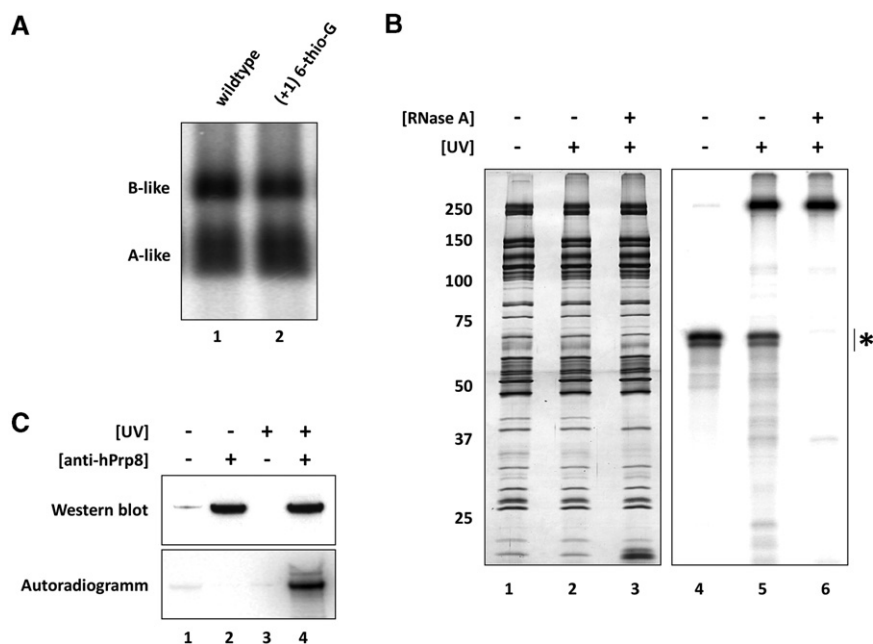 A
wildtype
(+1) 6-thio-G
B-like
A-like
1 2
B
[RNase A] - - + - - +
[UV] - + + - + +
250
150
100
75
*
50
37
25
1 2 3 4 5 6
C
[UV] - - + +
[anti-hPrp8] - + - +
Western blot
Autoradiogramm
1 2 3 4